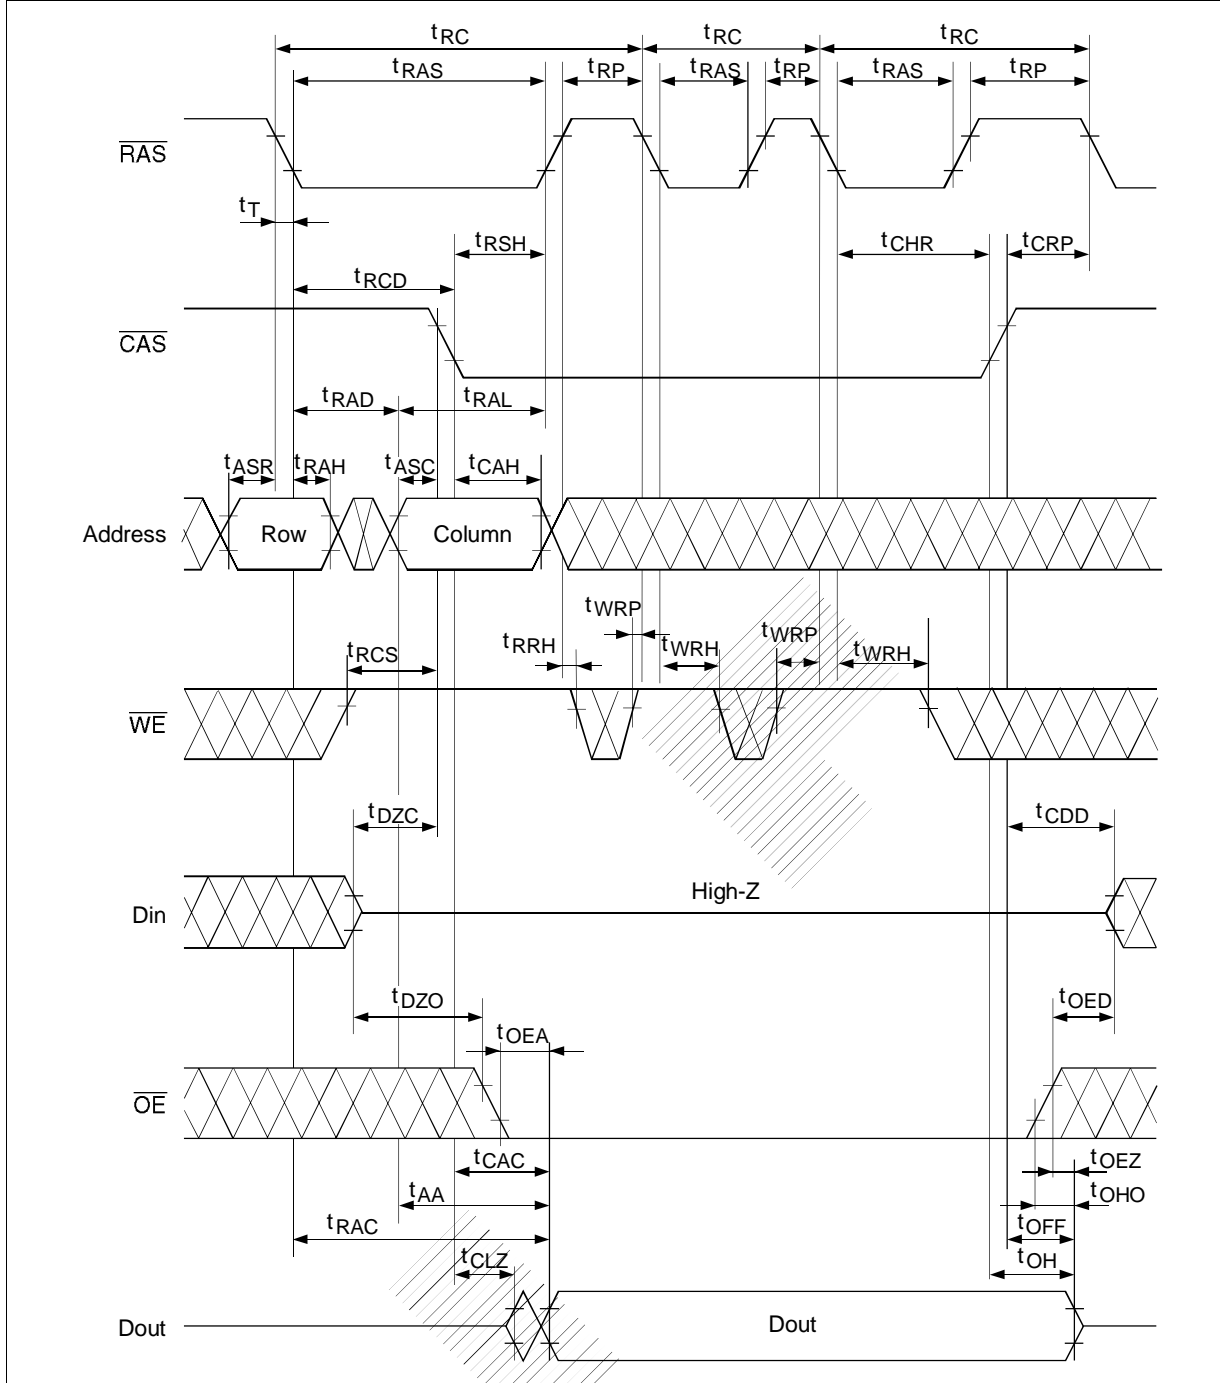 tRC tRC tRC
tRAS tRP tRAS tRP tRAS tRP
RAS
tT
tRSH tCHR tCRP
tRCD
CAS
tRAD tRAL
tASR tRAH tASC tCAH
Address Row Column
tWRP
tRRH tWRH tWRP tWRH
tRCS
WE
tDZC tCDD
High-Z
Din
tDZO tOED
tOEA
OE
tCAC tOEZ
tAA tOHO
tRAC tOFF
tCLZ tOH
Dout Dout